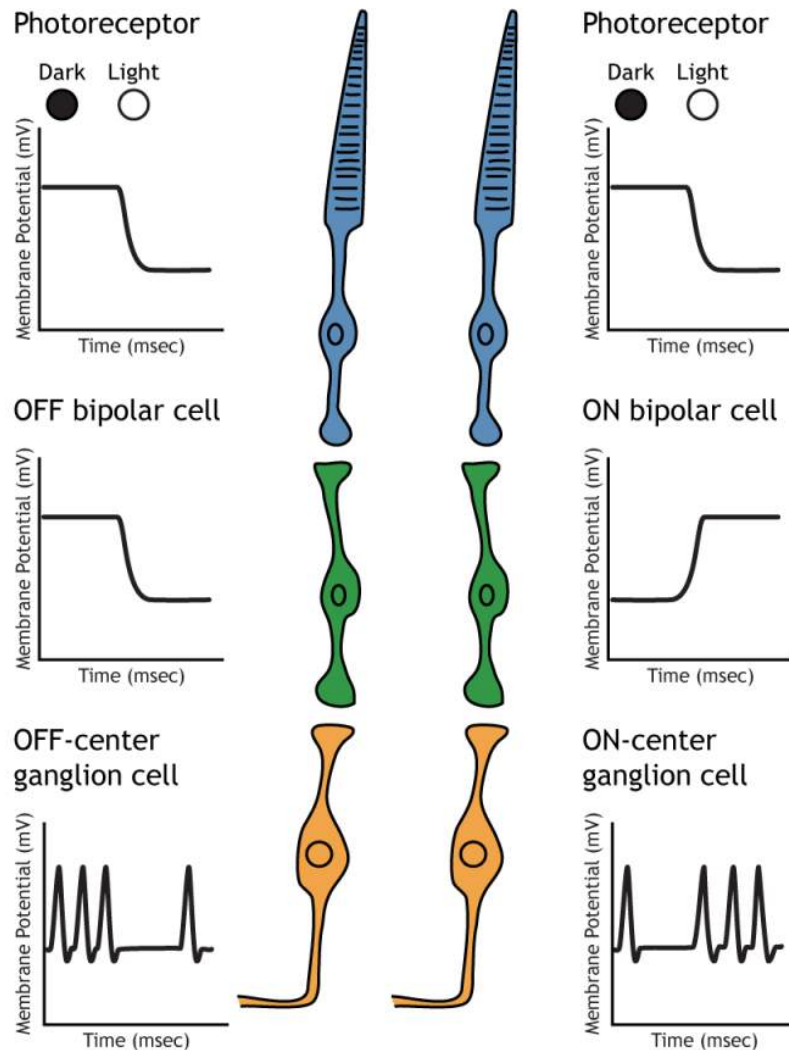 Photoreceptor
Dark Light
Membrane Potential (mV)
Time (msec)
OFF bipolar cell
Membrane Potential (mV)
Time (msec)
OFF-center
ganglion cell
Membrane Potential (mV)
Time (msec)
Photoreceptor
Dark Light
Membrane Potential (mV)
Time (msec)
ON bipolar cell
Membrane Potential (mV)
Time (msec)
ON-center
ganglion cell
Membrane Potential (mV)
Time (msec)